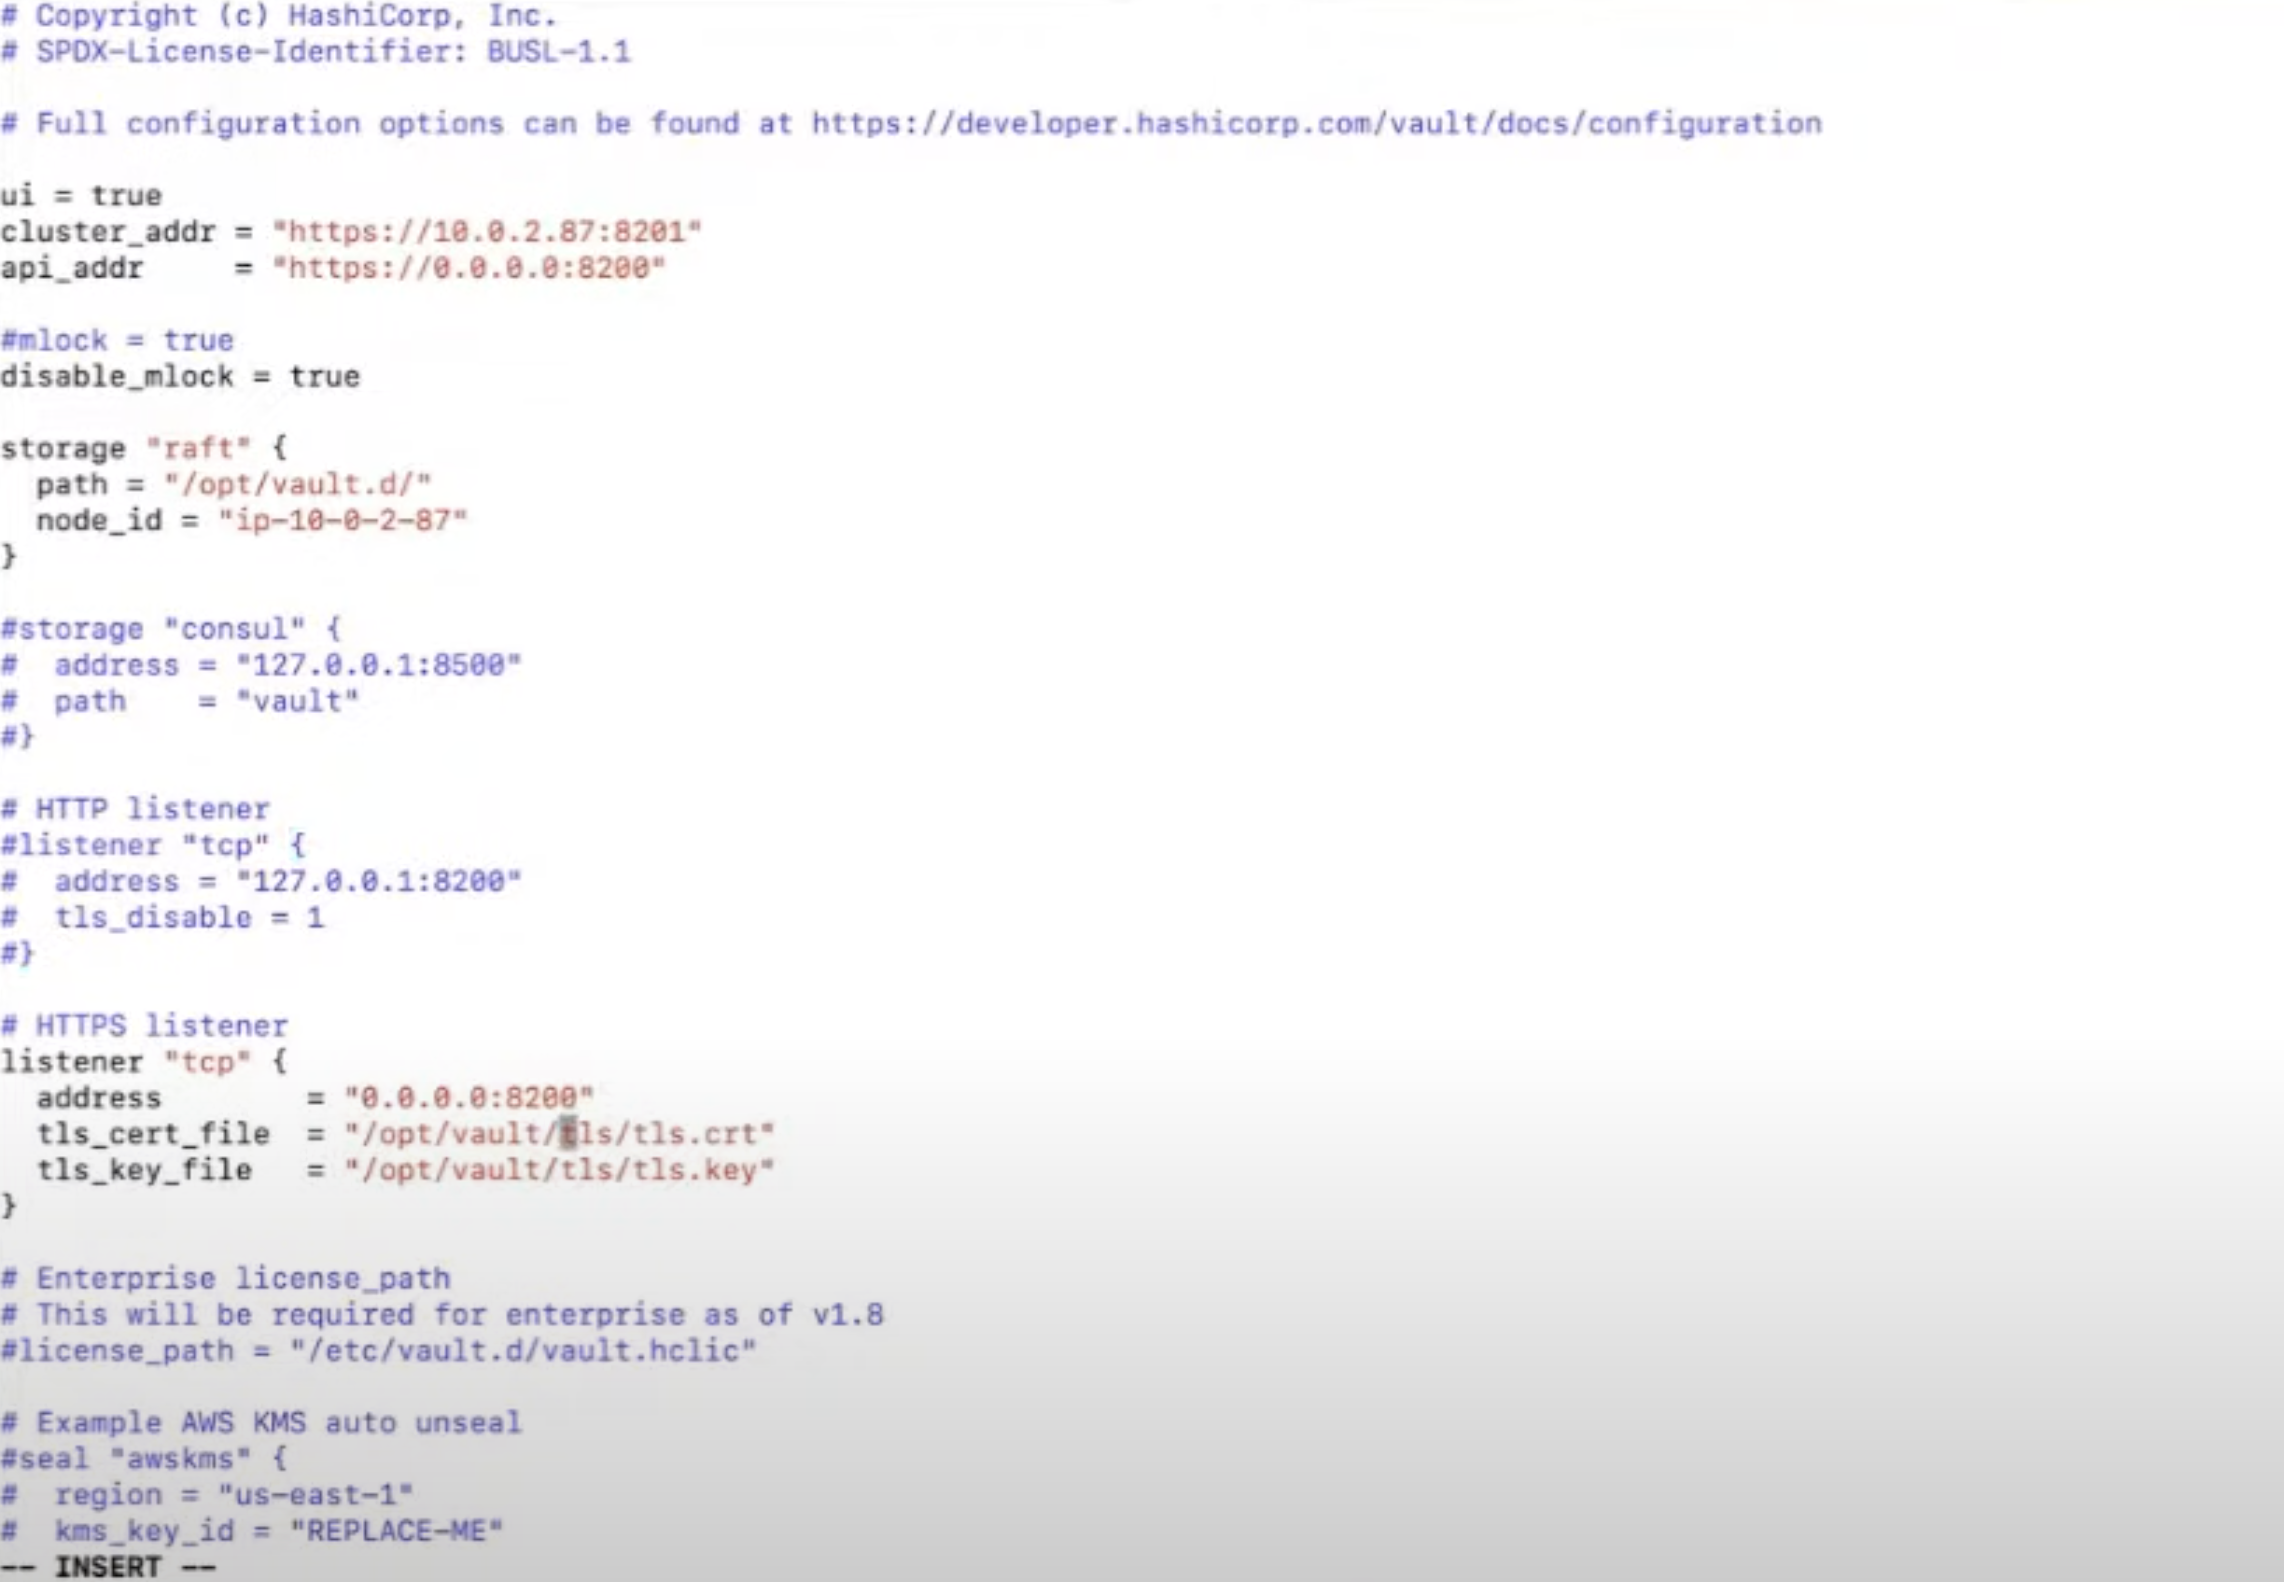 # Copyright (c) HashiCorp, Inc.
# SPDX-License-Identifier: BUSL-1.1

# Full configuration options can be found at https://developer.hashicorp.com/vault/docs/configuration

ui = true
cluster_addr = "https://10.0.2.87:8201"
api_addr     = "https://0.0.0.0:8200"

#mlock = true
disable_mlock = true

storage "raft" {
  path = "/opt/vault.d/"
  node_id = "ip-10-0-2-87"
}

#storage "consul" {
#  address = "127.0.0.1:8500"
#  path    = "vault"
#}

# HTTP listener
#listener "tcp" {
#  address = "127.0.0.1:8200"
#  tls_disable = 1
#}

# HTTPS listener
listener "tcp" {
  address        = "0.0.0.0:8200"
  tls_cert_file  = "/opt/vault/tls/tls.crt"
  tls_key_file   = "/opt/vault/tls/tls.key"
}

# Enterprise license_path
# This will be required for enterprise as of v1.8
#license_path = "/etc/vault.d/vault.hclic"

# Example AWS KMS auto unseal
#seal "awskms" {
#  region = "us-east-1"
#  kms_key_id = "REPLACE-ME"
-- INSERT --